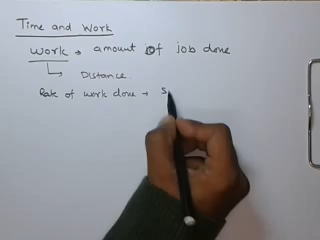 Time and Work
Work → amount of job done
↳ Distance.
Rate of work done → S